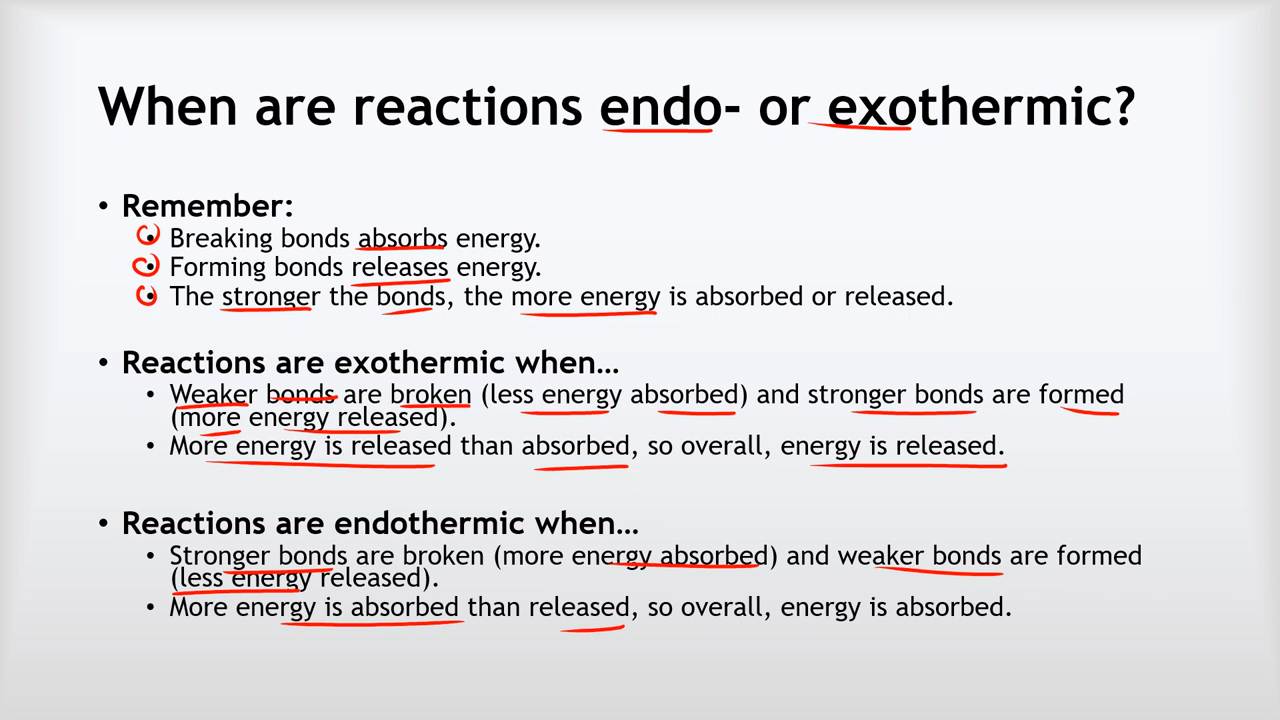 When are reactions endo- or exothermic?
• Remember:
• Breaking bonds absorbs energy.
• Forming bonds releases energy.
• The stronger the bonds, the more energy is absorbed or released.
• Reactions are exothermic when…
• Weaker bonds are broken (less energy absorbed) and stronger bonds are formed
(more energy released).
• More energy is released than absorbed, so overall, energy is released.
• Reactions are endothermic when…
• Stronger bonds are broken (more energy absorbed) and weaker bonds are formed
(less energy released).
• More energy is absorbed than released, so overall, energy is absorbed.